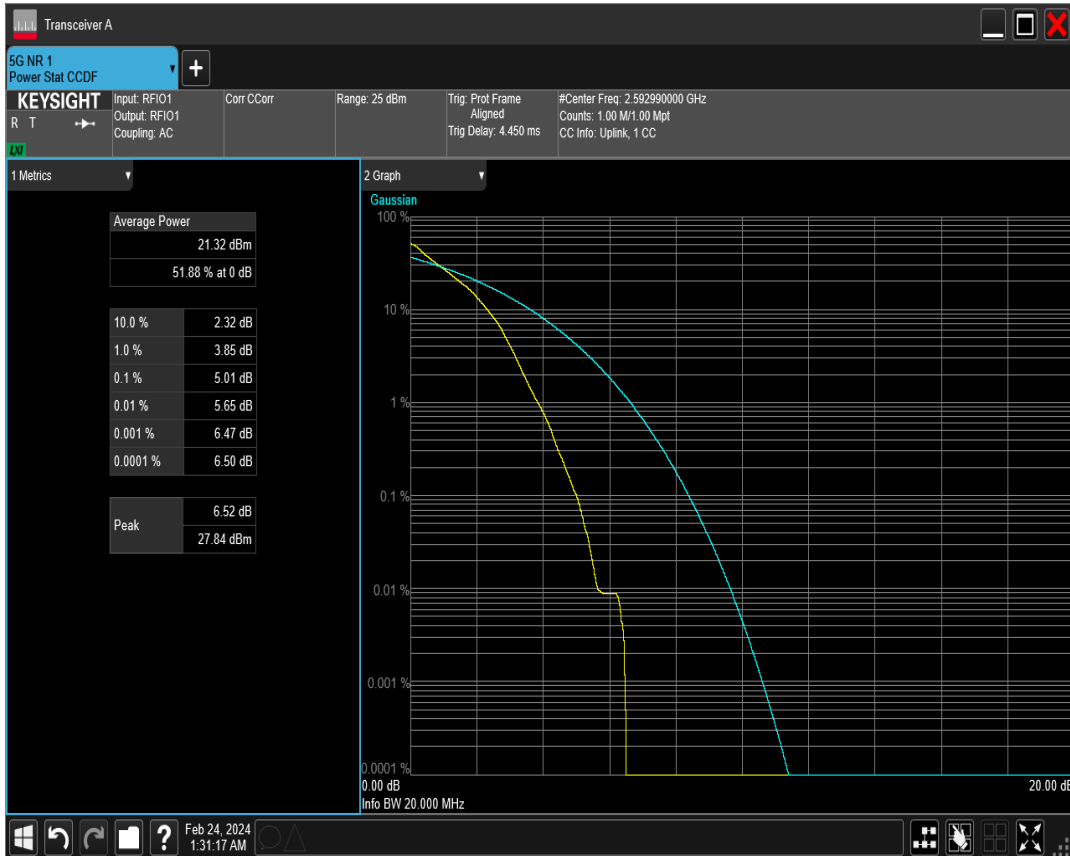 Transceiver A
5G NR 1
Power Stat CCDF
KEYSIGHT
R T
LXI
Input: RFIO1
Output: RFIO1
Coupling: AC
Corr CCorr
Range: 25 dBm
Trig: Prot Frame
Aligned
Trig Delay: 4.450 ms
#Center Freq: 2.592990000 GHz
Counts: 1.00 M/1.00 Mpt
CC Info: Uplink, 1 CC
1 Metrics
Average Power
21.32 dBm
51.88 % at 0 dB
10.0 % 2.32 dB
1.0 % 3.85 dB
0.1 % 5.01 dB
0.01 % 5.65 dB
0.001 % 6.47 dB
0.0001 % 6.50 dB
Peak
6.52 dB
27.84 dBm
2 Graph
Gaussian
100 %
10 %
1 %
0.1 %
0.01 %
0.001 %
0.0001 %
0.00 dB
20.00 dB
Info BW 20.000 MHz
?
Feb 24, 2024
1:31:17 AM